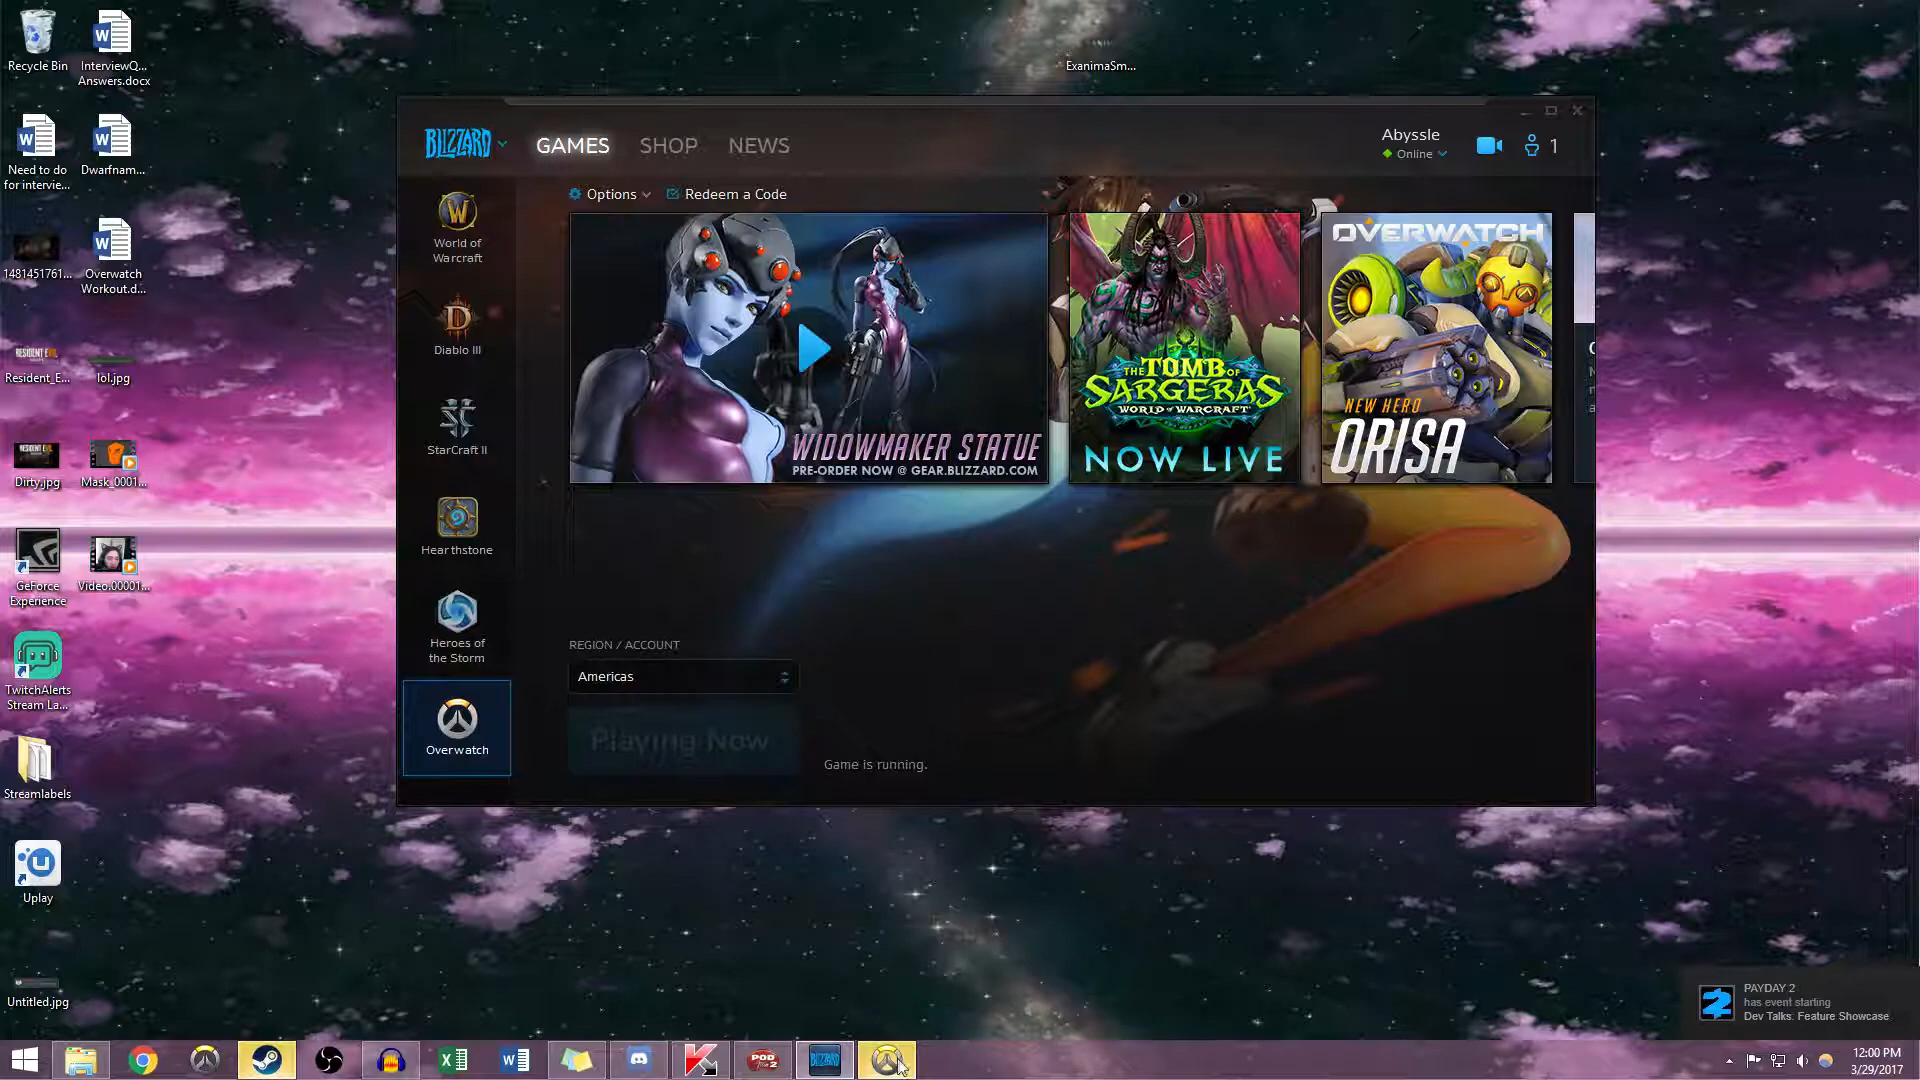 Recycle Bin
InterviewQ...
Answers.docx
ExanimaSm...
Need to do
for intervie...
Dwarfnam...
1481451761...
Overwatch
Workout.d...
RESIDENT EVIL
Resident_E...
lol.jpg
RESIDENT EVIL
Dirty.jpg
Mask_0001...
GeForce
Experience
Video.00001...
TwitchAlerts
Stream La...
Streamlabels
Uplay
Untitled.jpg
BLIZZARD
GAMES
SHOP
NEWS
Abyssle
Online
1
Options
Redeem a Code
World of
Warcraft
Diablo III
StarCraft II
Hearthstone
Heroes of
the Storm
Overwatch
WIDOWMAKER STATUE
PRE-ORDER NOW @ GEAR.BLIZZARD.COM
THE TOMB OF
SARGERAS
WORLD OF WARCRAFT
NOW LIVE
OVERWATCH
NEW HERO
ORISA
REGION / ACCOUNT
Americas
Playing Now
Game is running.
PAYDAY 2
has event starting
Dev Talks: Feature Showcase
BLIZZARD
12:00 PM
3/29/2017